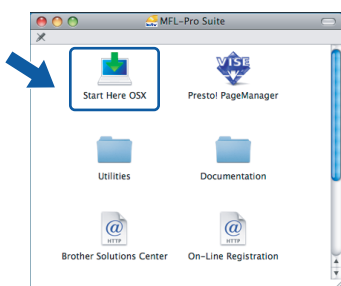 MFL-Pro Suite
VISE
Start Here OSX
Presto! PageManager
Utilities
Documentation
@
HTTP
@
HTTP
Brother Solutions Center
On-Line Registration